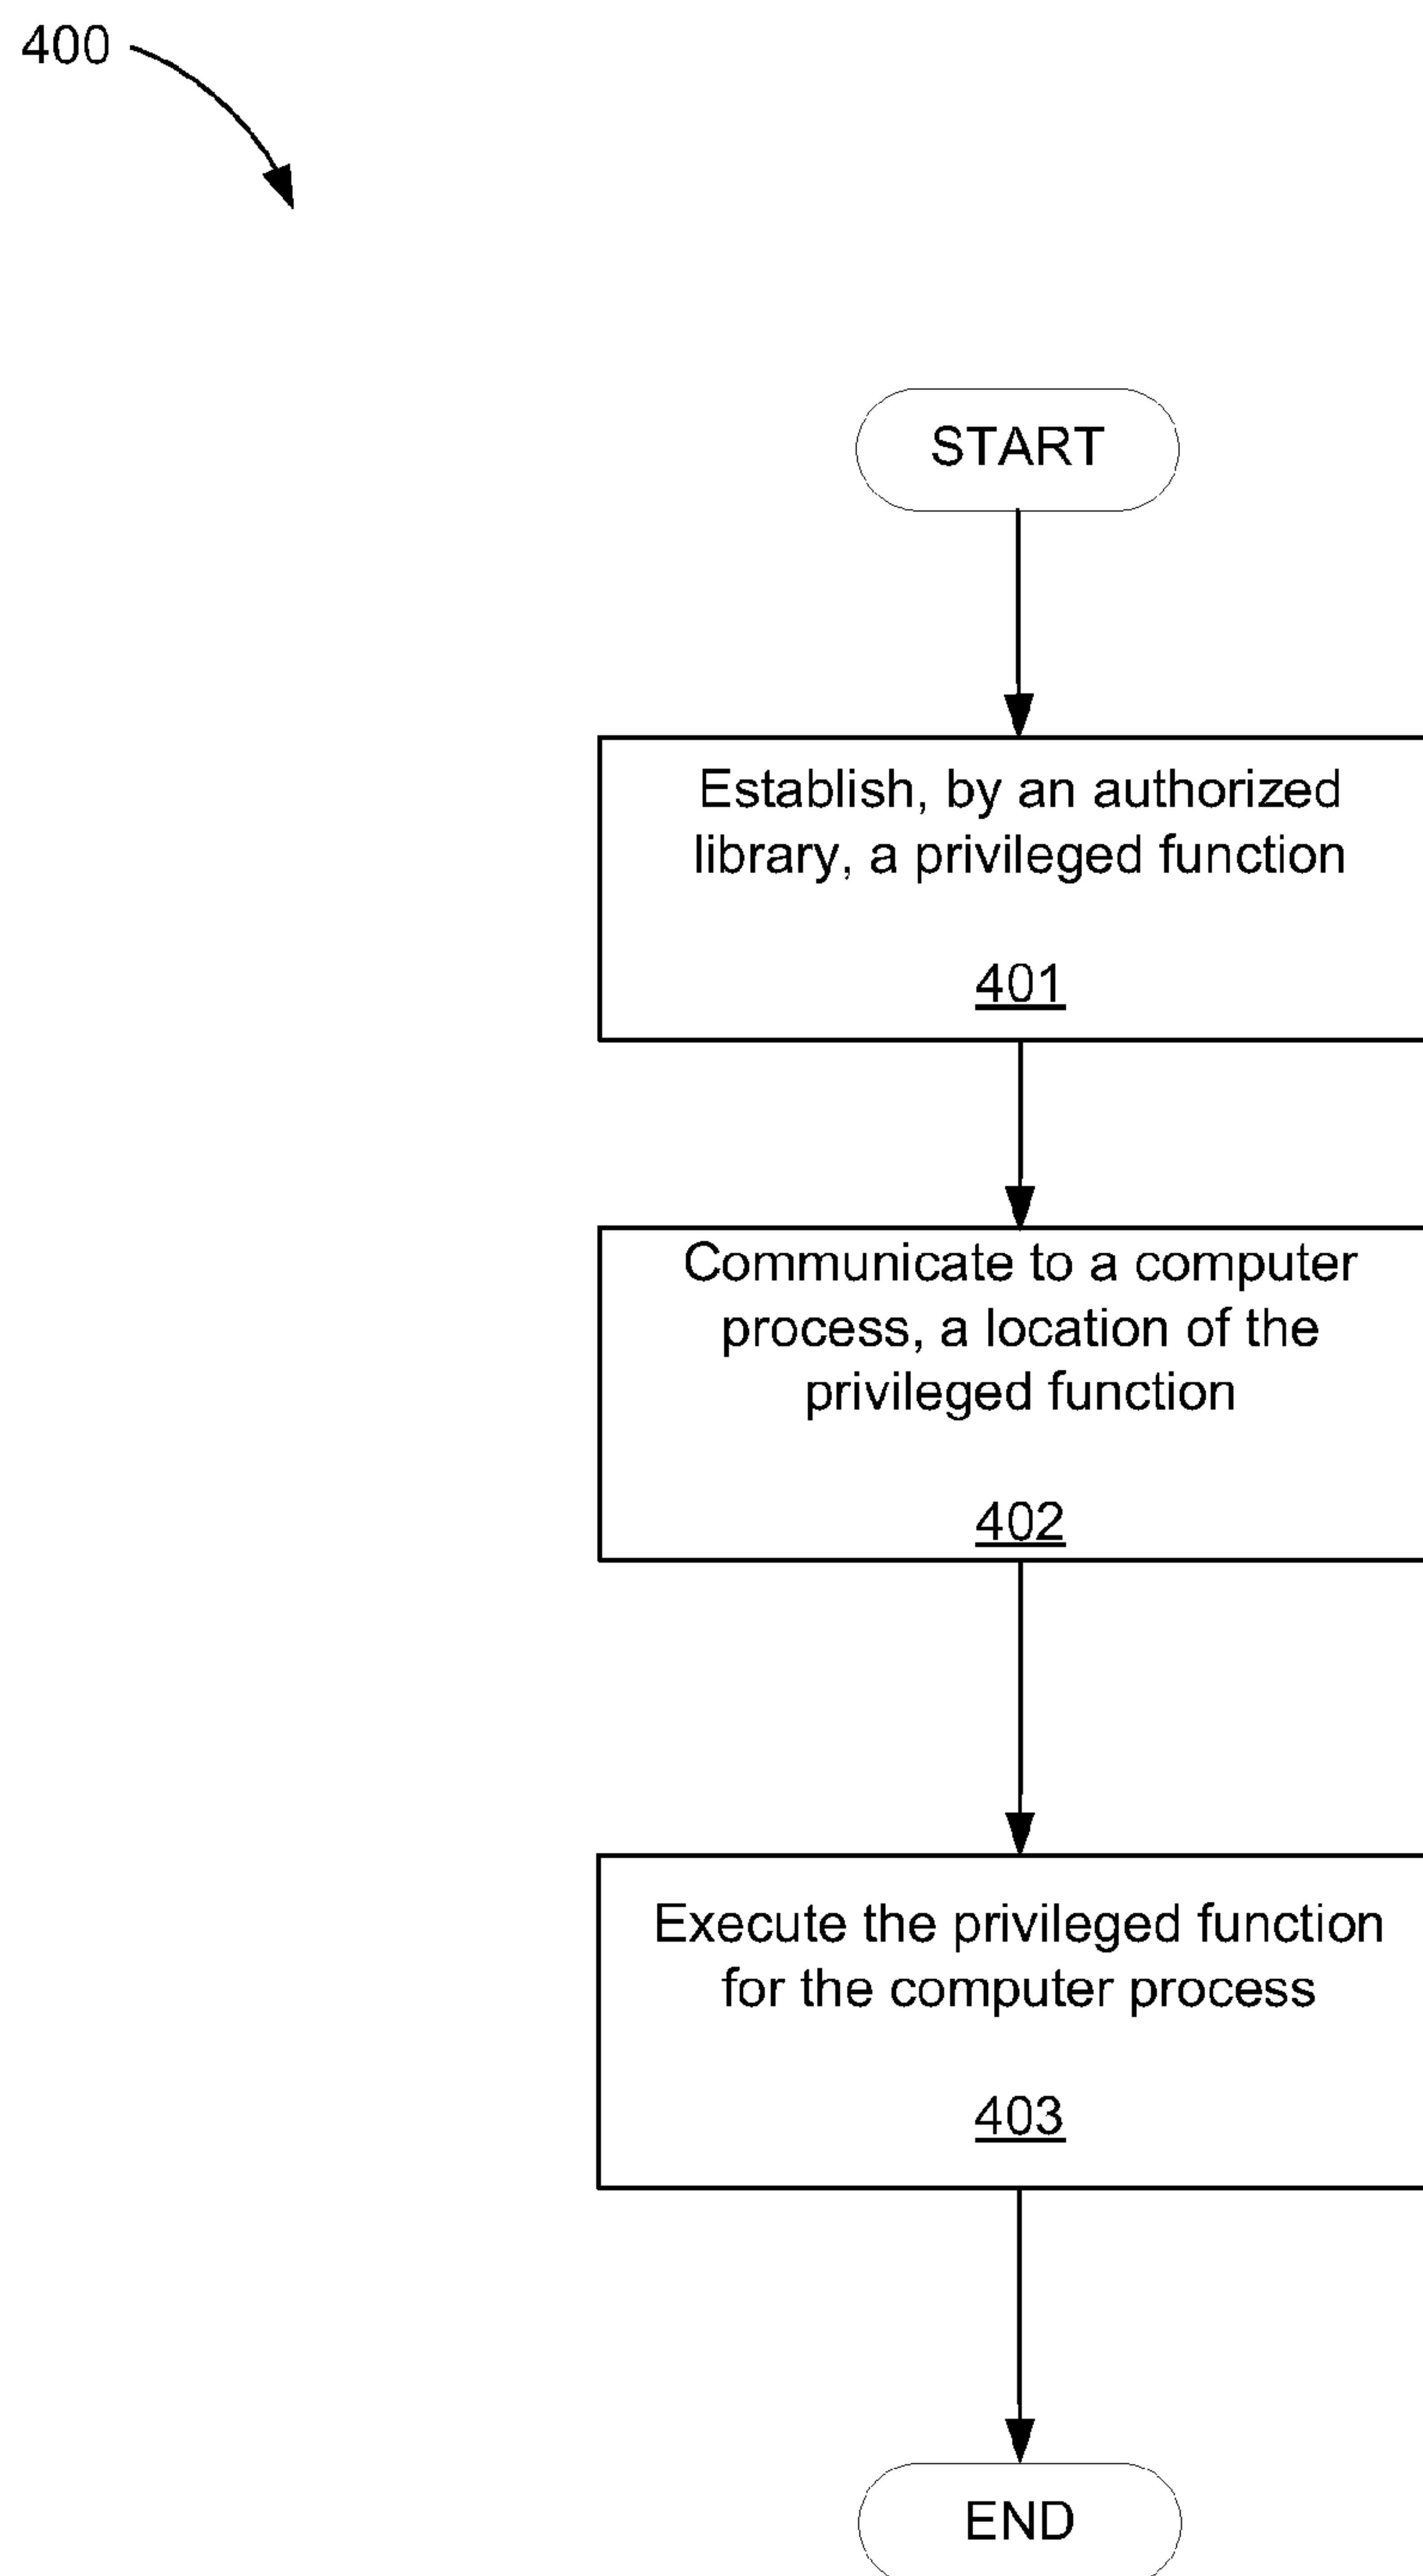 400
START
Establish, by an authorized
library, a privileged function
401
Communicate to a computer
process, a location of the
privileged function
402
Execute the privileged function
for the computer process
403
END